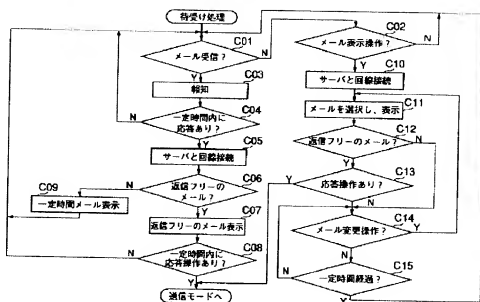 待受け処理
C01
メール受信？
N
Y
C03
報知
C04
一定時間内に
応答あり？
N
Y
C05
サーバと回線接続
C06
返信フリーの
メール？
N
Y
C09
一定時間メール表示
C07
返信フリーのメール表示
C08
一定時間内に
応答操作あり？
N
Y
通信モードへ
C02
メール表示操作？
N
Y
C10
サーバと回線接続
C11
メールを選択し、表示
C12
返信フリーのメール？
N
Y
C13
応答操作あり？
Y
N
C14
メール変更操作？
Y
N
C15
一定時間経過？
N
Y